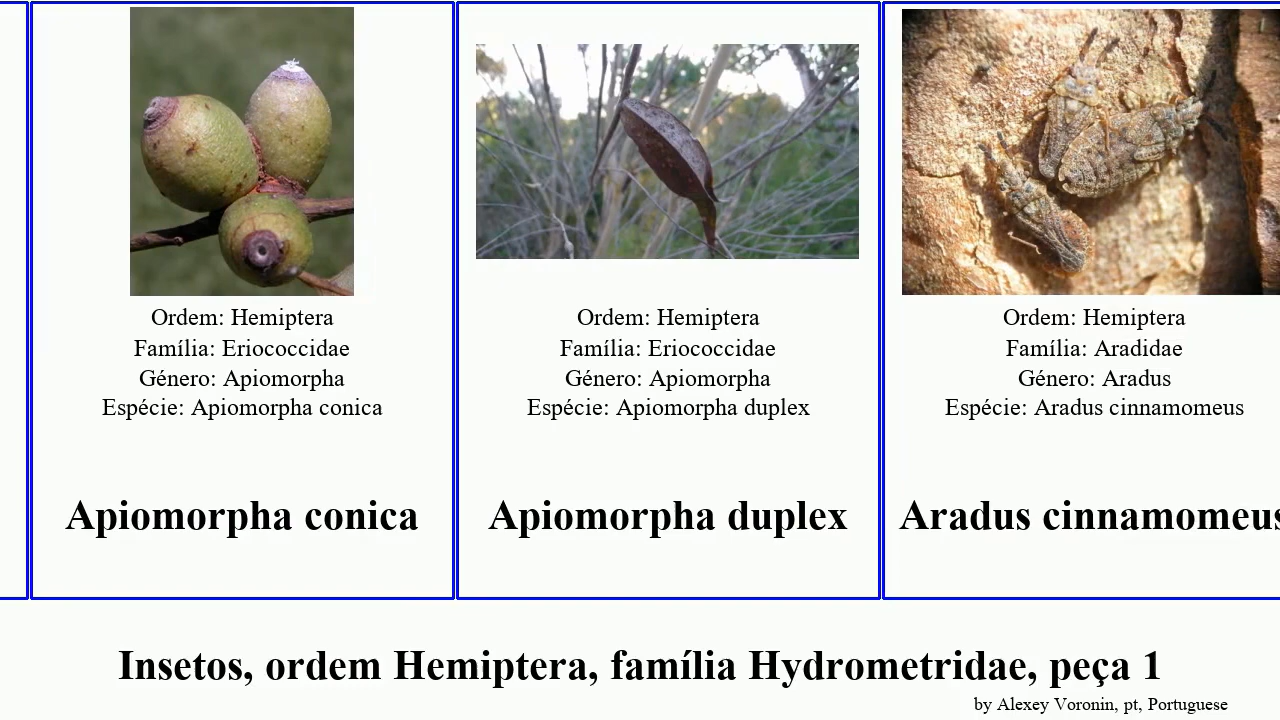 Ordem: Hemiptera
Família: Eriococcidae
Género: Apiomorpha
Espécie: Apiomorpha conica
Apiomorpha conica
Ordem: Hemiptera
Família: Eriococcidae
Género: Apiomorpha
Espécie: Apiomorpha duplex
Apiomorpha duplex
Ordem: Hemiptera
Família: Aradidae
Género: Aradus
Espécie: Aradus cinnamomeus
Aradus cinnamomeus
Insetos, ordem Hemiptera, família Hydrometridae, peça 1
by Alexey Voronin, pt, Portuguese